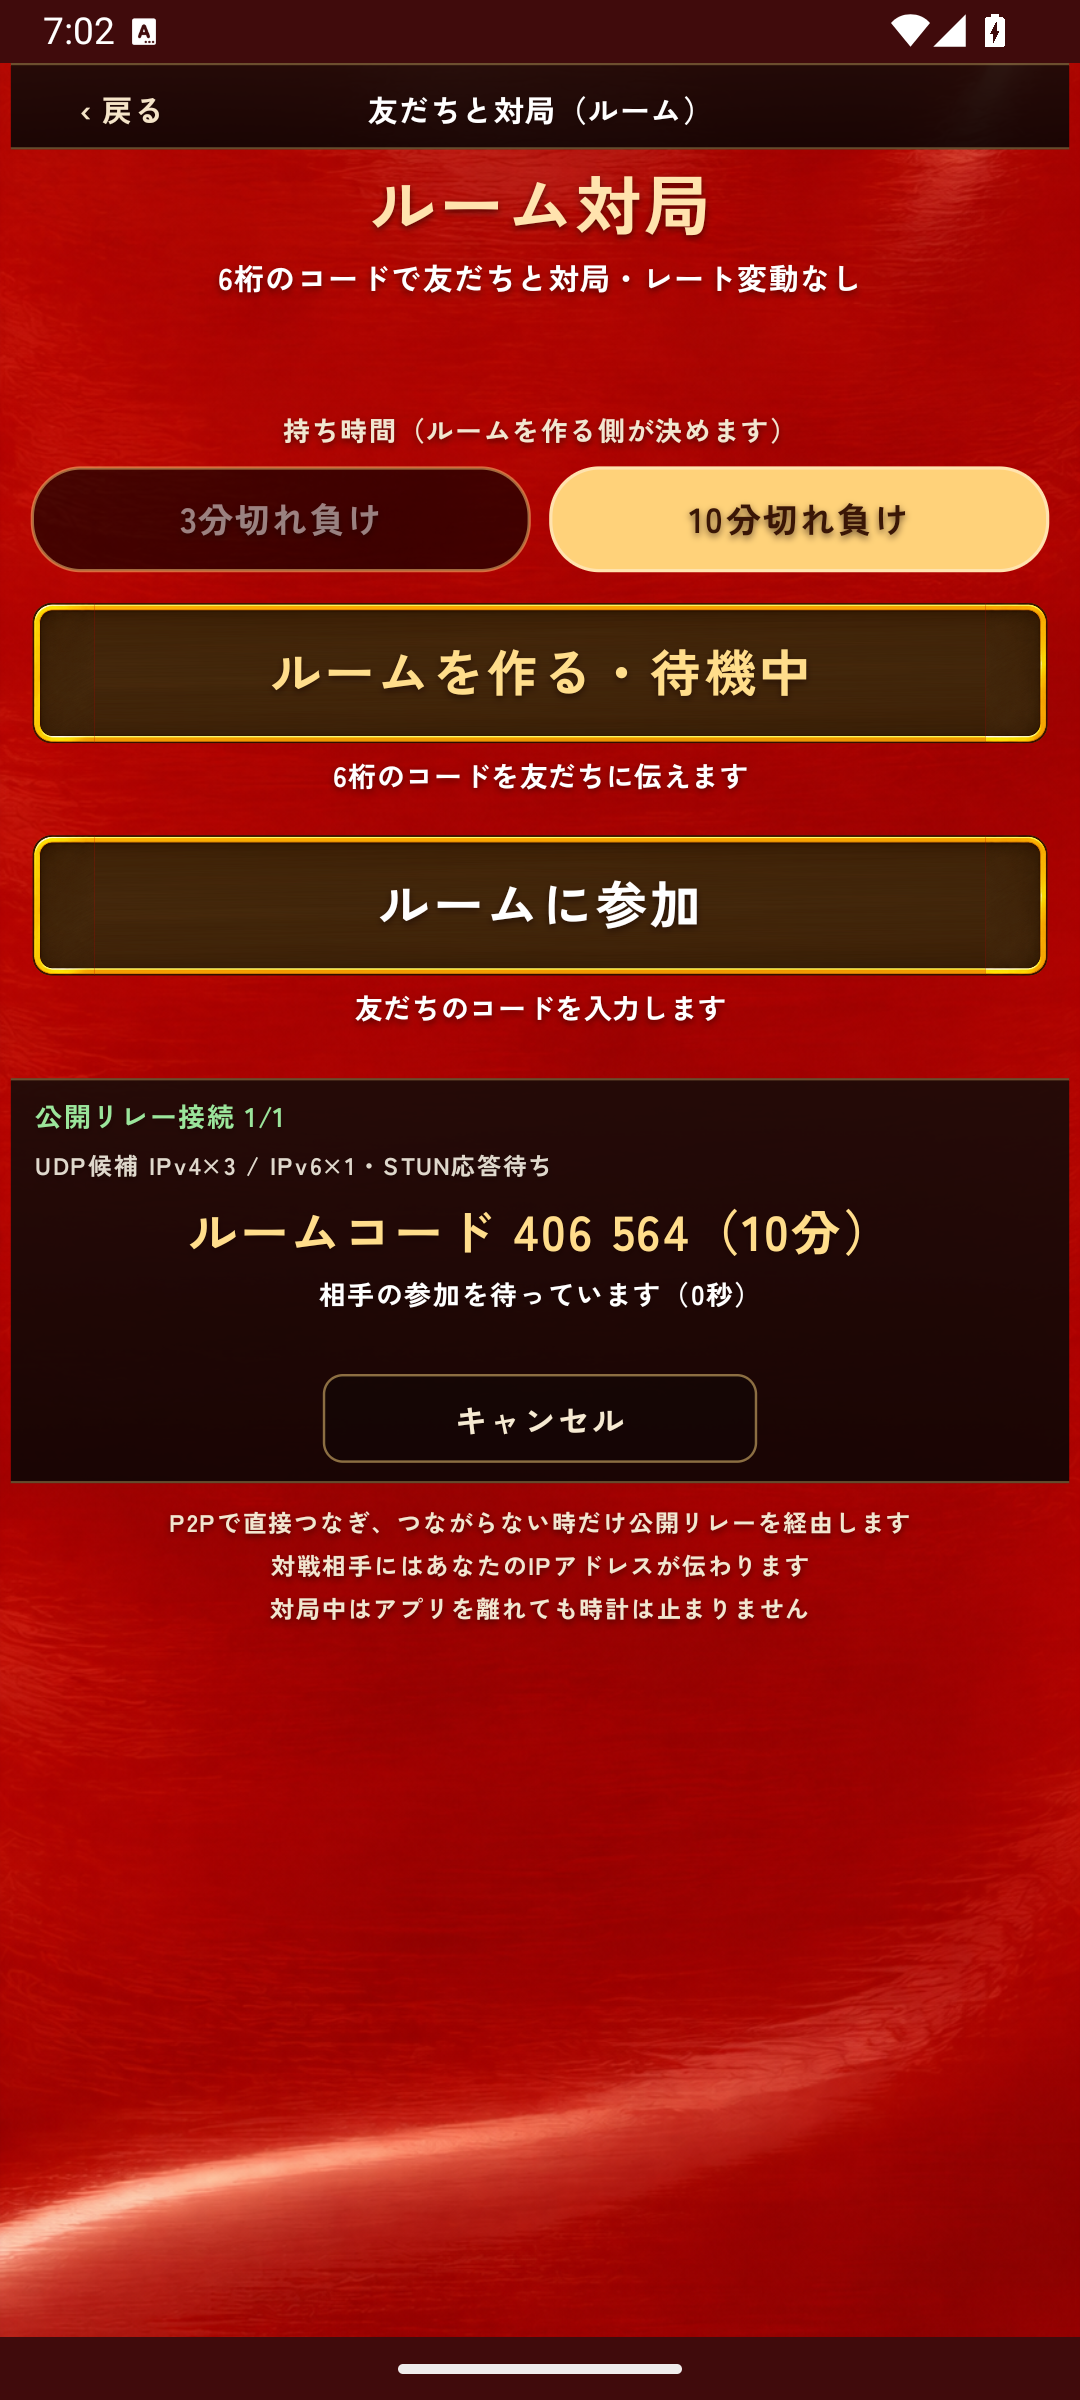 7:02
‹ 戻る
友だちと対局（ルーム）
ルーム対局
6桁のコードで友だちと対局・レート変動なし
持ち時間（ルームを作る側が決めます）
3分切れ負け
10分切れ負け
ルームを作る・待機中
6桁のコードを友だちに伝えます
ルームに参加
友だちのコードを入力します
公開リレー接続 1/1
UDP候補 IPv4×3 / IPv6×1・STUN応答待ち
ルームコード 406 564（10分）
相手の参加を待っています（0秒）
キャンセル
P2Pで直接つなぎ、つながらない時だけ公開リレーを経由します
対戦相手にはあなたのIPアドレスが伝わります
対局中はアプリを離れても時計は止まりません